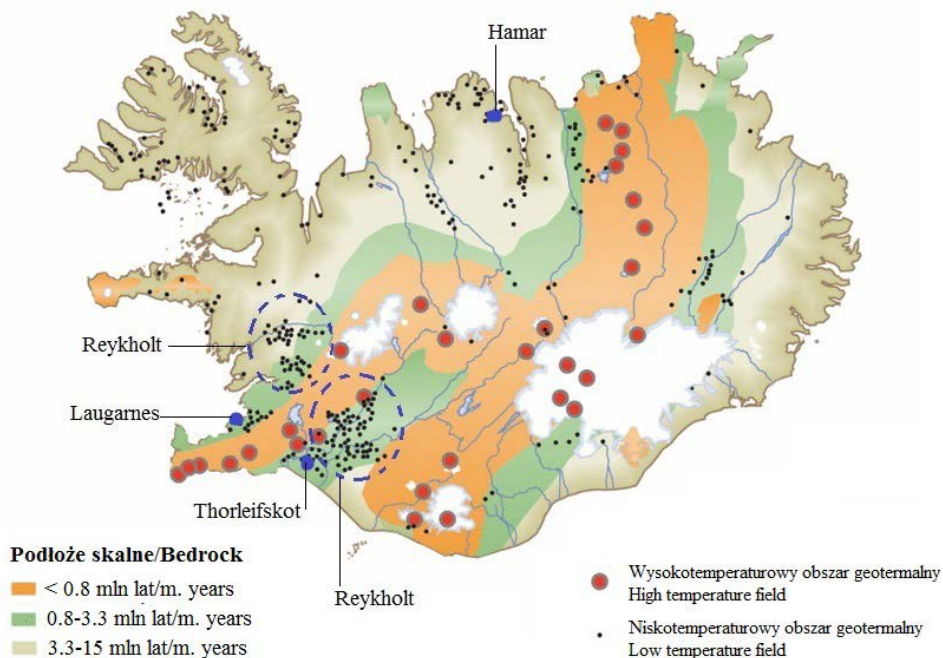 Hamar
Reykholt
Laugarnes
Thorleifskot
Reykholt
Podłoże skalne/Bedrock
< 0.8 mln lat/m. years
0.8-3.3 mln lat/m. years
3.3-15 mln lat/m. years
Wysokotemperaturowy obszar geotermalny
High temperature field
Niskotemperaturowy obszar geotermalny
Low temperature field